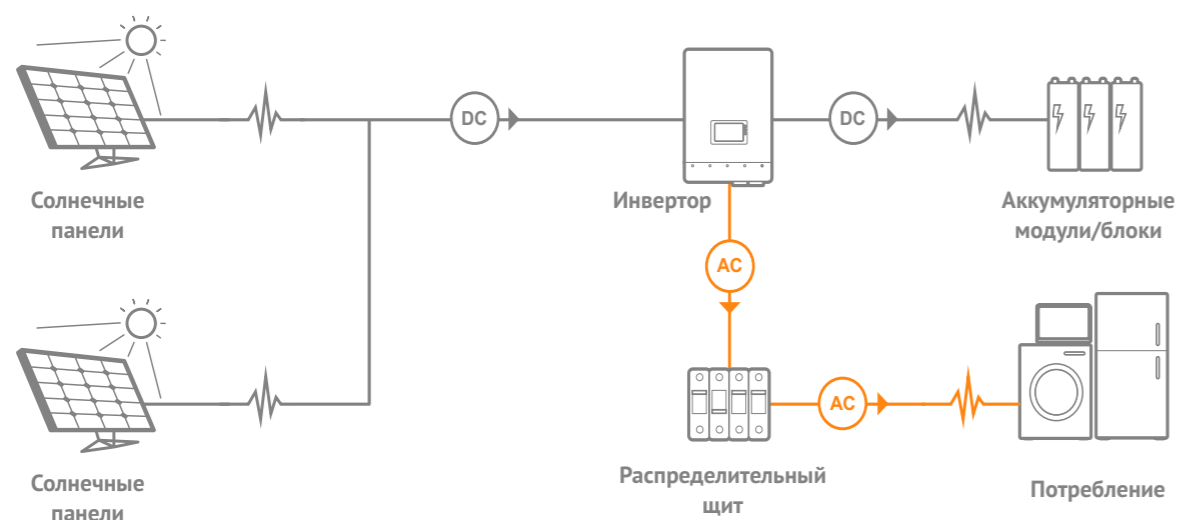 DC
DC
Солнечные
панели
Инвертор
Аккумуляторные
модули/блоки
AC
AC
Распределительный
щит
Солнечные
панели
Потребление